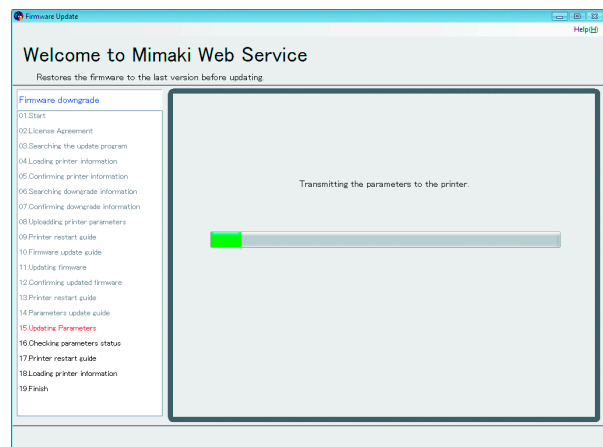 Firmware Update
Help(H)
Welcome to Mimaki Web Service
Restores the firmware to the last version before updating.
Firmware downgrade
01.Start
02.License Agreement
03.Searching the update program
04.Loading printer information
05.Confirming printer information
06.Searching downgrade information
07.Confirming downgrade information
08.Uploadding printer parameters
09.Printer restart guide
10.Firmware update guide
11.Updating firmware
12.Confirming updated firmware
13.Printer restart guide
14.Parameters update guide
15.Updating Parameters
16.Checking parameters status
17.Printer restart guide
18.Loading printer information
19.Finish
Transmitting the parameters to the printer.